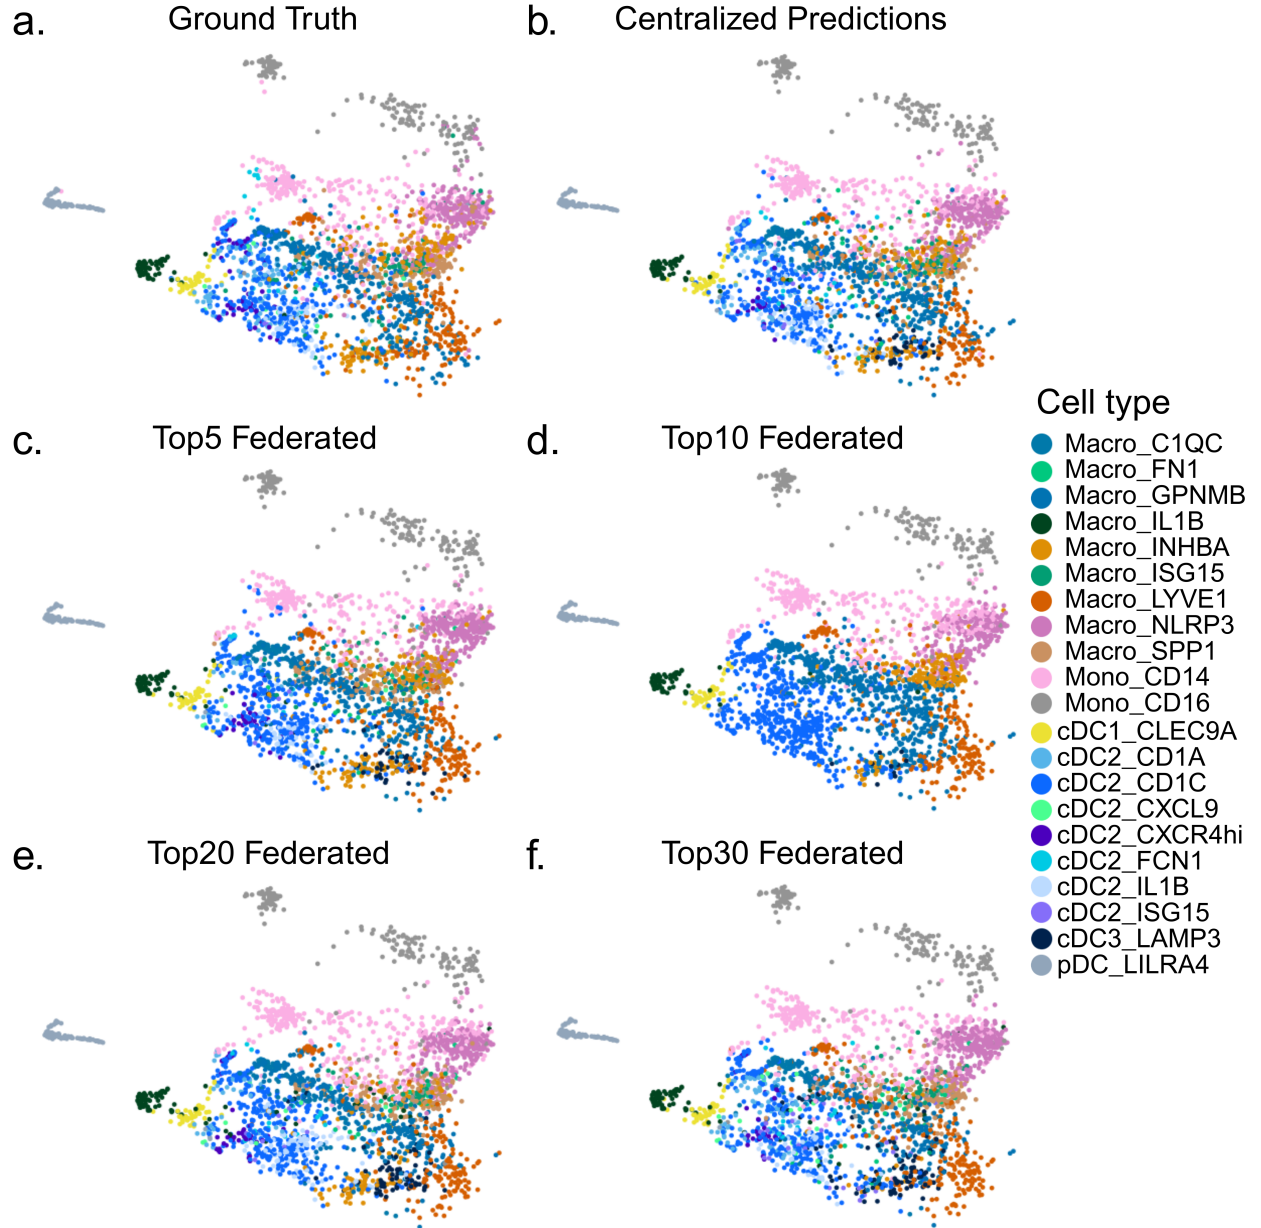 a. Ground Truth
b. Centralized Predictions
c. Top5 Federated
d. Top10 Federated
e. Top20 Federated
f. Top30 Federated
Cell type
Macro_C1QC
Macro_FN1
Macro_GPNMB
Macro_IL1B
Macro_INHBA
Macro_ISG15
Macro_LYVE1
Macro_NLRP3
Macro_SPP1
Mono_CD14
Mono_CD16
cDC1_CLEC9A
cDC2_CD1A
cDC2_CD1C
cDC2_CXCL9
cDC2_CXCR4hi
cDC2_FCN1
cDC2_IL1B
cDC2_ISG15
cDC3_LAMP3
pDC_LILRA4